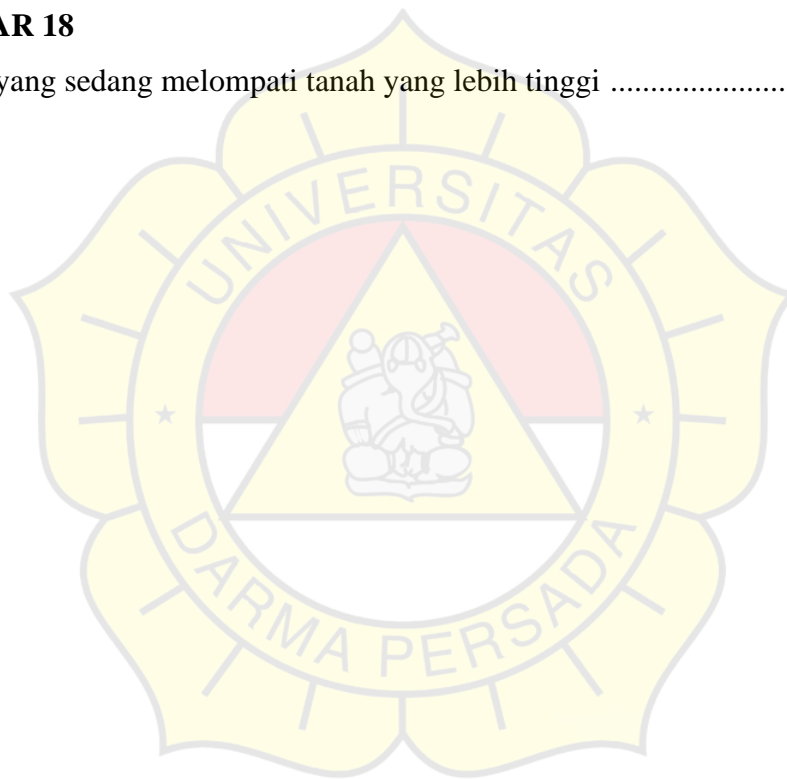 AR 18
yang sedang melompati tanah yang lebih tinggi ......................
UNIVERSITAS
DARMA PERSADA